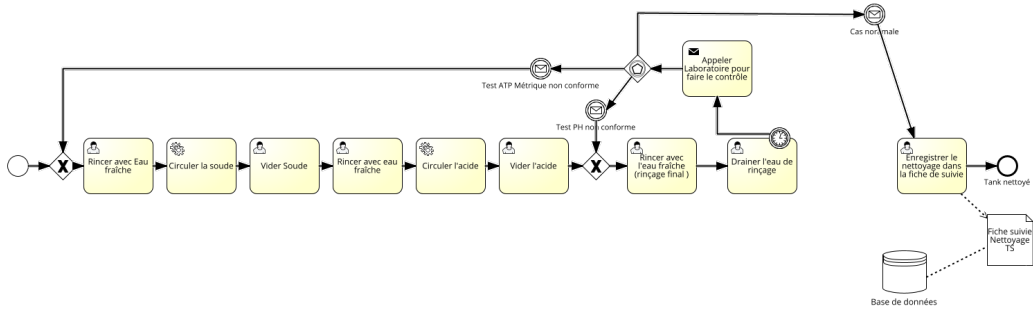 Cas noramale
Appeler
Laboratoire pour
faire le contrôle
Test ATP Métrique non conforme
Test PH non conforme
Rincer avec Eau
fraîche
Circuler la soude
Vider Soude
Rincer avec eau
fraîche
Circuler l'acide
Vider l'acide
Rincer avec
l'eau fraîche
(rinçage final )
Drainer l'eau de
rinçage
Enregistrer le
nettoyage dans
la fiche de suivie
Tank nettoyé
Fiche suivie
Nettoyage
TS
Base de données